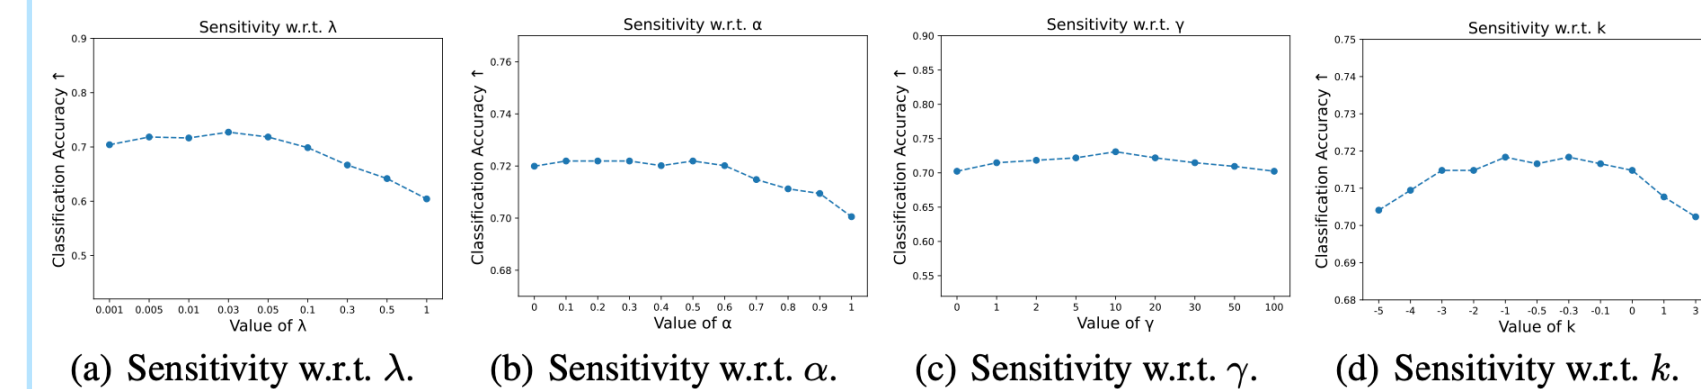 Sensitivity w.r.t. λ
Classification Accuracy ↑
0.9
0.8
0.7
0.6
0.5
0.001 0.005 0.01 0.03 0.05 0.1 0.3 0.5 1
Value of λ
(a) Sensitivity w.r.t. λ.
Sensitivity w.r.t. α
Classification Accuracy ↑
0.76
0.74
0.72
0.70
0.68
0 0.1 0.2 0.3 0.4 0.5 0.6 0.7 0.8 0.9 1
Value of α
(b) Sensitivity w.r.t. α.
Sensitivity w.r.t. γ
Classification Accuracy ↑
0.90
0.85
0.80
0.75
0.70
0.65
0.60
0.55
0 1 2 5 10 20 30 50 100
Value of γ
(c) Sensitivity w.r.t. γ.
Sensitivity w.r.t. k
Classification Accuracy ↑
0.75
0.74
0.73
0.72
0.71
0.70
0.69
0.68
-5 -4 -3 -2 -1 -0.5 -0.3 -0.1 0 1 3
Value of k
(d) Sensitivity w.r.t. k.